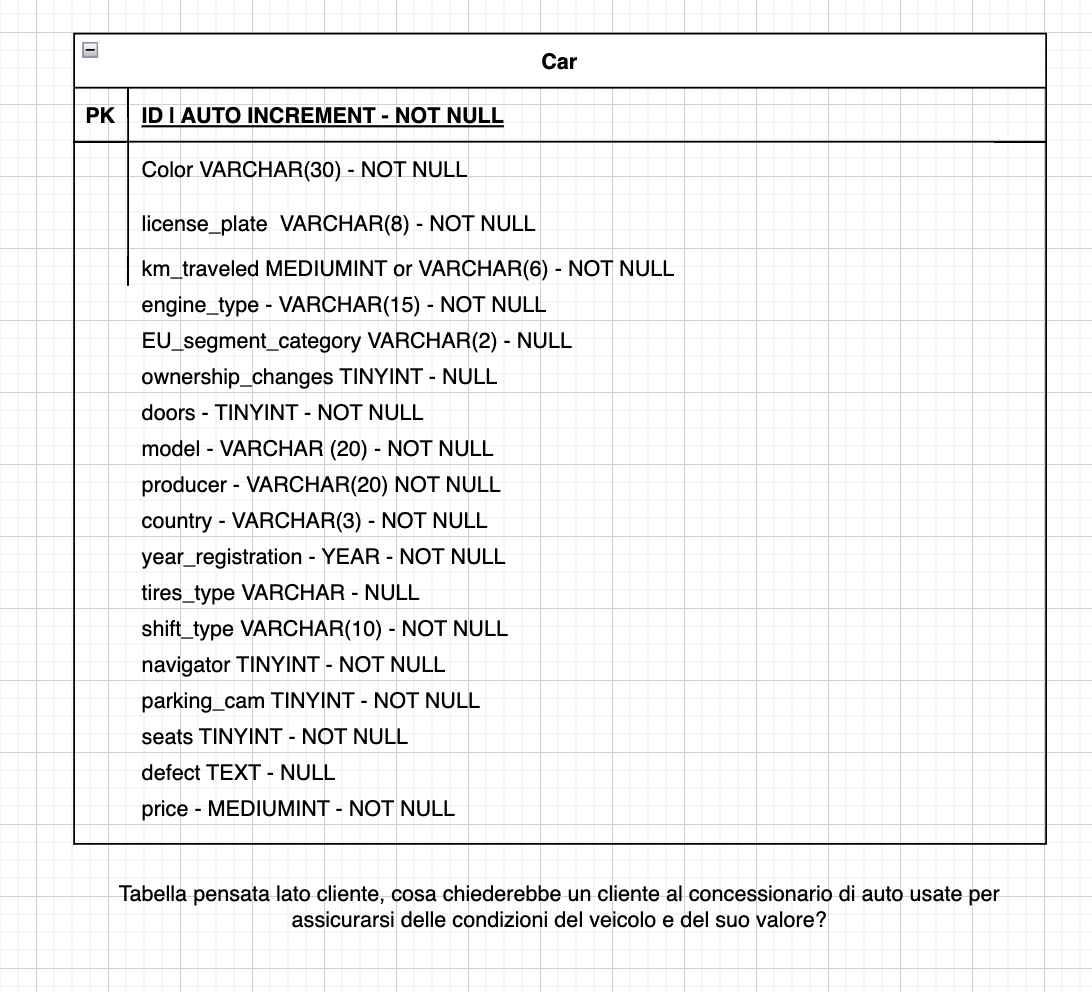 Car
PK
ID | AUTO INCREMENT - NOT NULL
Color VARCHAR(30) - NOT NULL
license_plate  VARCHAR(8) - NOT NULL
km_traveled MEDIUMINT or VARCHAR(6) - NOT NULL
engine_type - VARCHAR(15) - NOT NULL
EU_segment_category VARCHAR(2) - NULL
ownership_changes TINYINT - NULL
doors - TINYINT - NOT NULL
model - VARCHAR (20) - NOT NULL
producer - VARCHAR(20) NOT NULL
country - VARCHAR(3) - NOT NULL
year_registration - YEAR - NOT NULL
tires_type VARCHAR - NULL
shift_type VARCHAR(10) - NOT NULL
navigator TINYINT - NOT NULL
parking_cam TINYINT - NOT NULL
seats TINYINT - NOT NULL
defect TEXT - NULL
price - MEDIUMINT - NOT NULL
Tabella pensata lato cliente, cosa chiederebbe un cliente al concessionario di auto usate per
assicurarsi delle condizioni del veicolo e del suo valore?